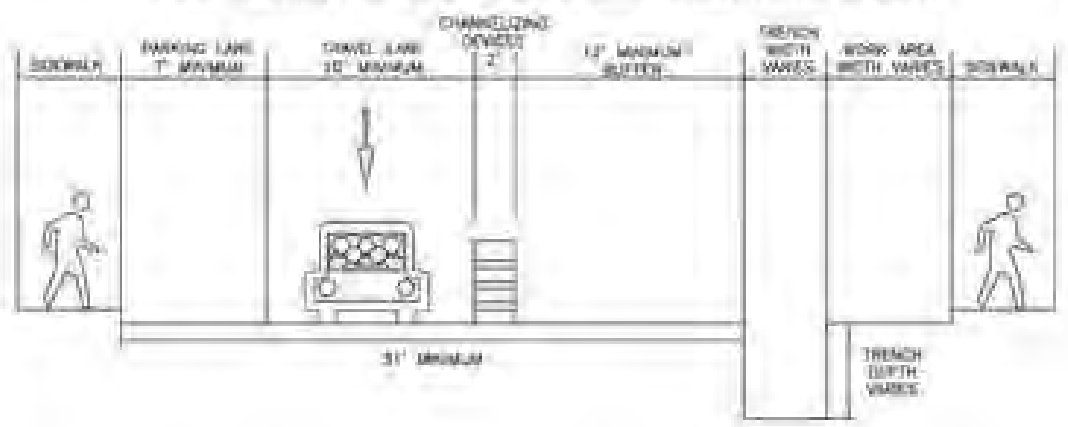 SIDEWALK
PARKING LANE
7' MINIMUM
TRAVEL LANE
10' MINIMUM
CHANNELIZING
DEVICES
2'
12' MINIMUM
BUFFER
TRENCH
WIDTH
VARIES
WORK AREA
WIDTH VARIES
SIDEWALK
31' MINIMUM
TRENCH
DEPTH
VARIES